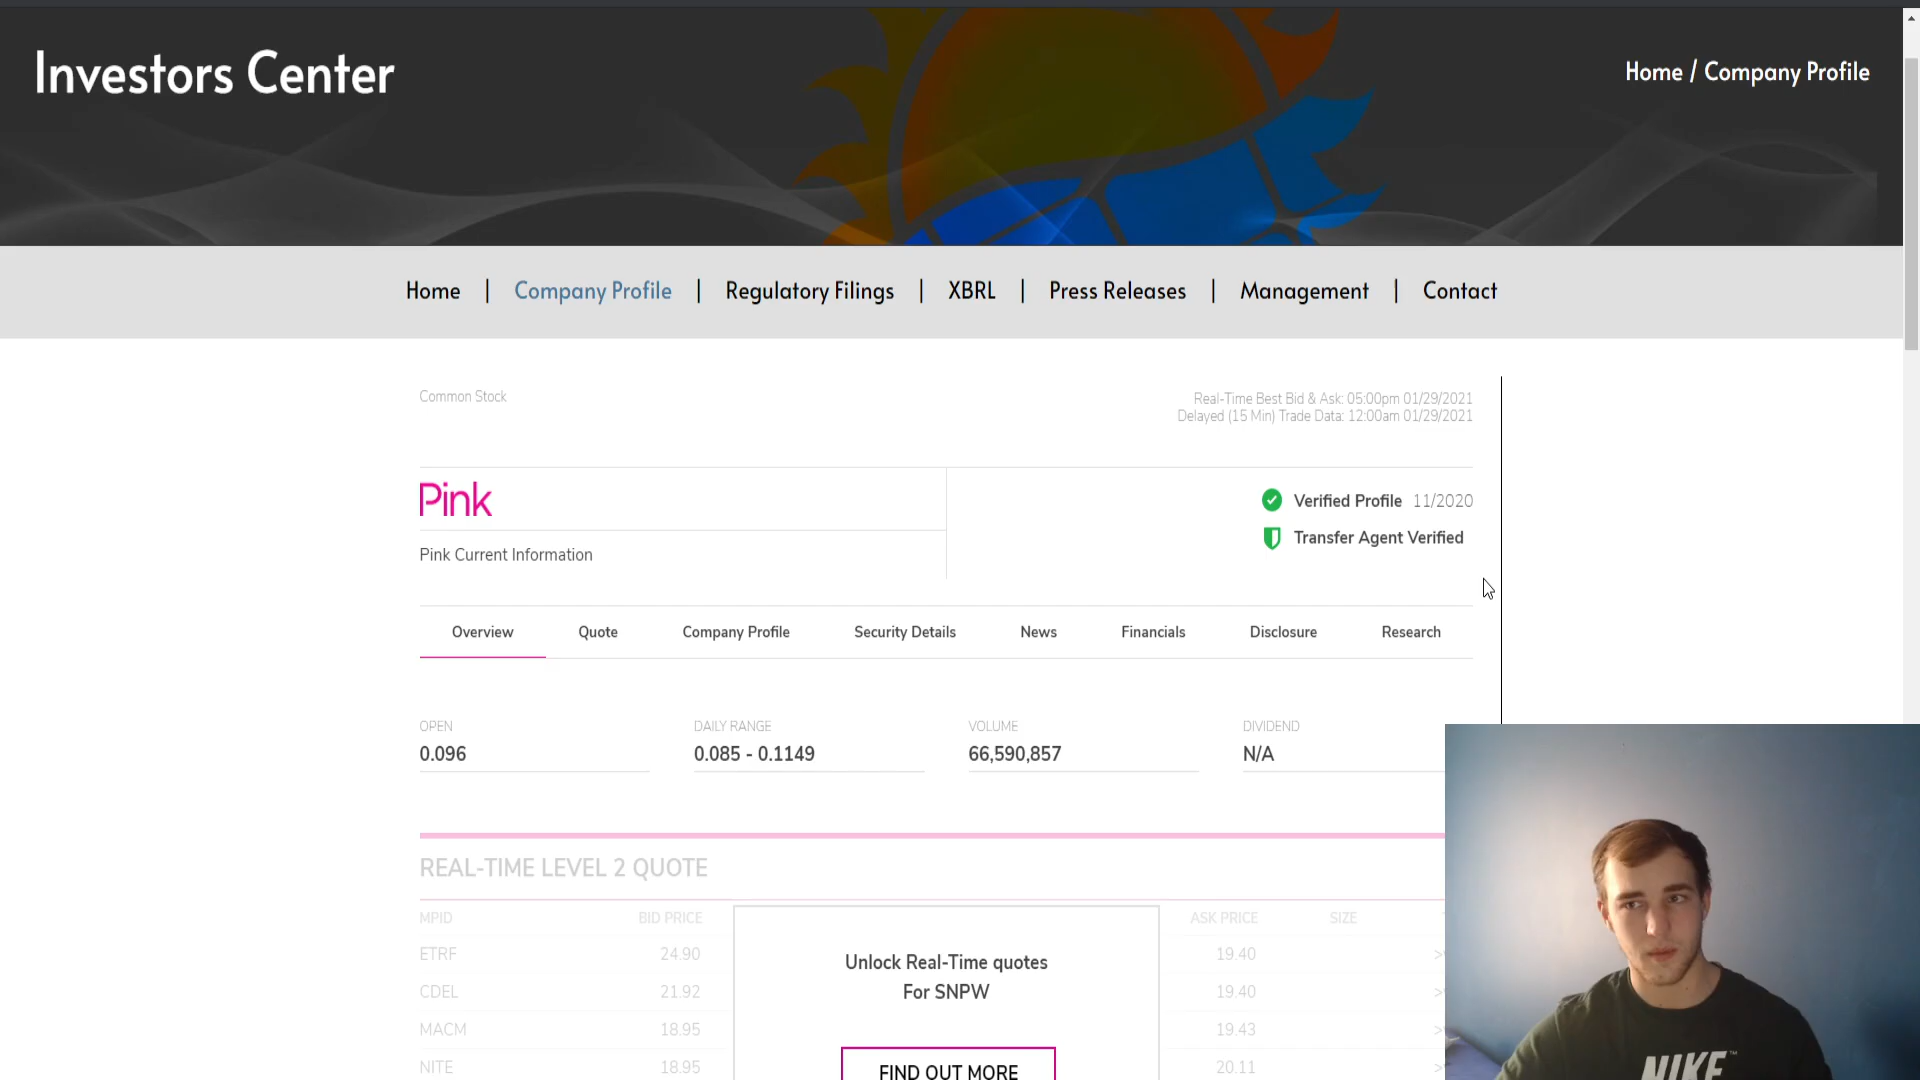 Investors Center
Home / Company Profile
Home | Company Profile | Regulatory Filings | XBRL | Press Releases | Management | Contact
Common Stock
Real-Time Best Bid & Ask: 05:00pm 01/29/2021
Delayed (15 Min) Trade Data: 12:00am 01/29/2021
Pink
Verified Profile 11/2020
Transfer Agent Verified
Pink Current Information
Overview Quote Company Profile Security Details News Financials Disclosure Research
OPEN DAILY RANGE VOLUME DIVIDEND
0.096 0.085 - 0.1149 66,590,857 N/A
REAL-TIME LEVEL 2 QUOTE
MPID BID PRICE ASK PRICE SIZE
ETRF 24.90 19.40
CDEL 21.92 19.40
MACM 18.95 19.43
NITE 18.95 20.11
Unlock Real-Time quotes
For SNPW
FIND OUT MORE
NIKE